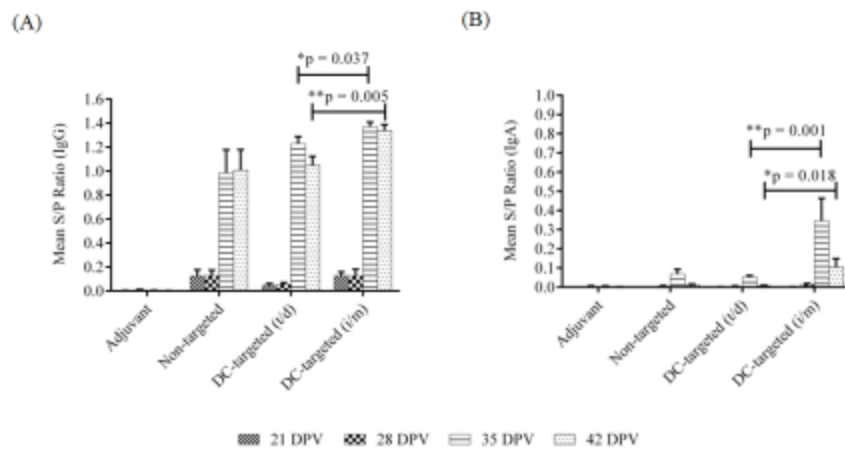 (A)
(B)
*p = 0.037
**p = 0.005
Mean S/P Ratio (IgG)
1.6
1.4
1.2
1.0
0.8
0.6
0.4
0.2
0.0
Adjuvant
Non-targeted
DC-targeted (t/d)
DC-targeted (i/m)
**p = 0.001
*p = 0.018
Mean S/P Ratio (IgA)
1.0
0.9
0.8
0.7
0.6
0.5
0.4
0.3
0.2
0.1
0.0
Adjuvant
Non-targeted
DC-targeted (t/d)
DC-targeted (i/m)
21 DPV 28 DPV 35 DPV 42 DPV